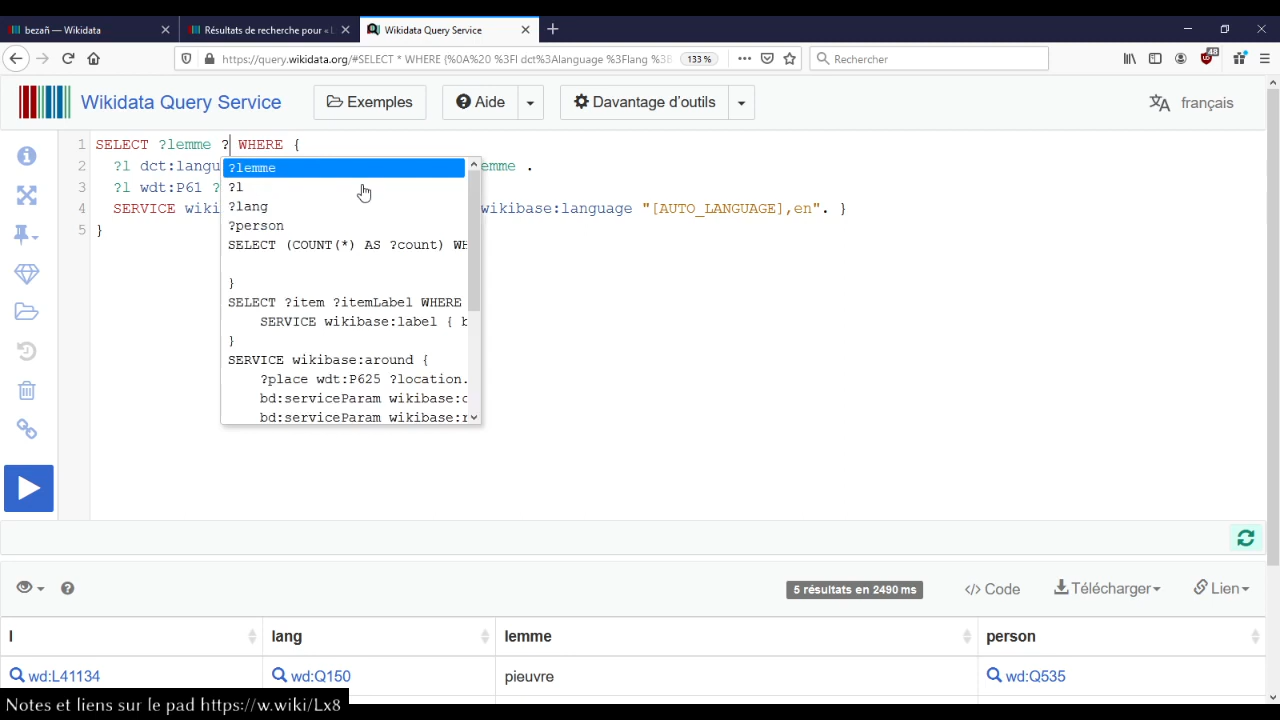 bezañ — Wikidata
Résultats de recherche pour « L
Wikidata Query Service
https://query.wikidata.org/#SELECT * WHERE {%0A%20 %3Fl dct%3Alanguage %3Flang %3B
133 %
Rechercher
48
Wikidata Query Service
Exemples
Aide
Davantage d'outils
français
1 SELECT ?lemme ? WHERE {
2 ?l dct:langu emme .
3 ?l wdt:P61 ?
4 SERVICE wiki wikibase:language "[AUTO_LANGUAGE],en". }
5 }
?lemme
?l
?lang
?person
SELECT (COUNT(*) AS ?count) WH
}
SELECT ?item ?itemLabel WHERE
SERVICE wikibase:label { b
}
SERVICE wikibase:around {
?place wdt:P625 ?location.
bd:serviceParam wikibase:c
bd:serviceParam wikibase:r
5 résultats en 2490 ms
</> Code
Télécharger
Lien
l lang lemme person
wd:L41134 wd:Q150 pieuvre wd:Q535
Notes et liens sur le pad https://w.wiki/Lx8